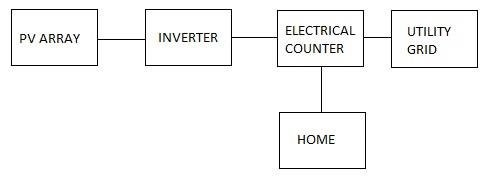 PV ARRAY
INVERTER
ELECTRICAL
COUNTER
UTILITY
GRID
HOME